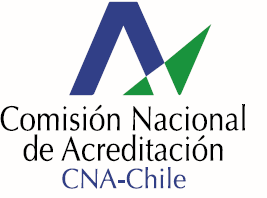 Comisión Nacional
de Acreditación
CNA-Chile